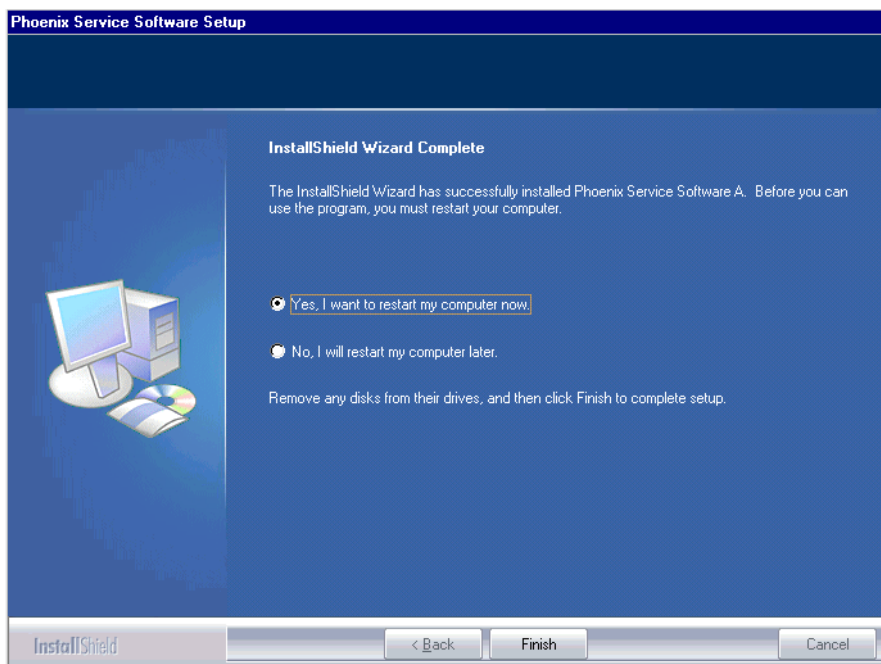 Phoenix Service Software Setup
InstallShield Wizard Complete
The InstallShield Wizard has successfully installed Phoenix Service Software A.  Before you can
use the program, you must restart your computer.
Yes, I want to restart my computer now.
No, I will restart my computer later.
Remove any disks from their drives, and then click Finish to complete setup.
InstallShield
< Back
Finish
Cancel